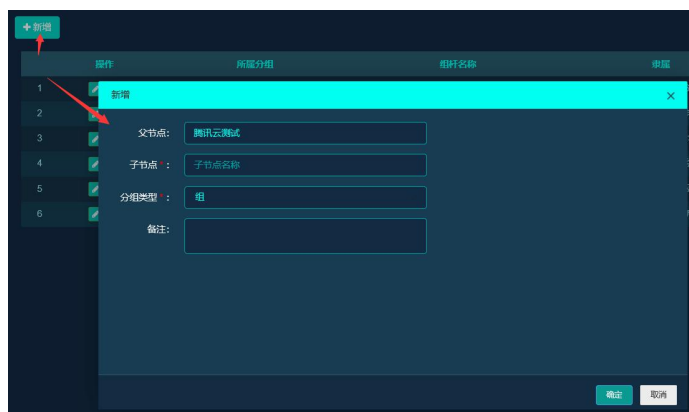 +新增
操作 所属分组 组杆名称 隶属
1
新增 ×
2
父节点: 腾讯云测试
3
子节点*: 子节点名称
4
分组类型*: 组
5
6
备注:
确定 取消